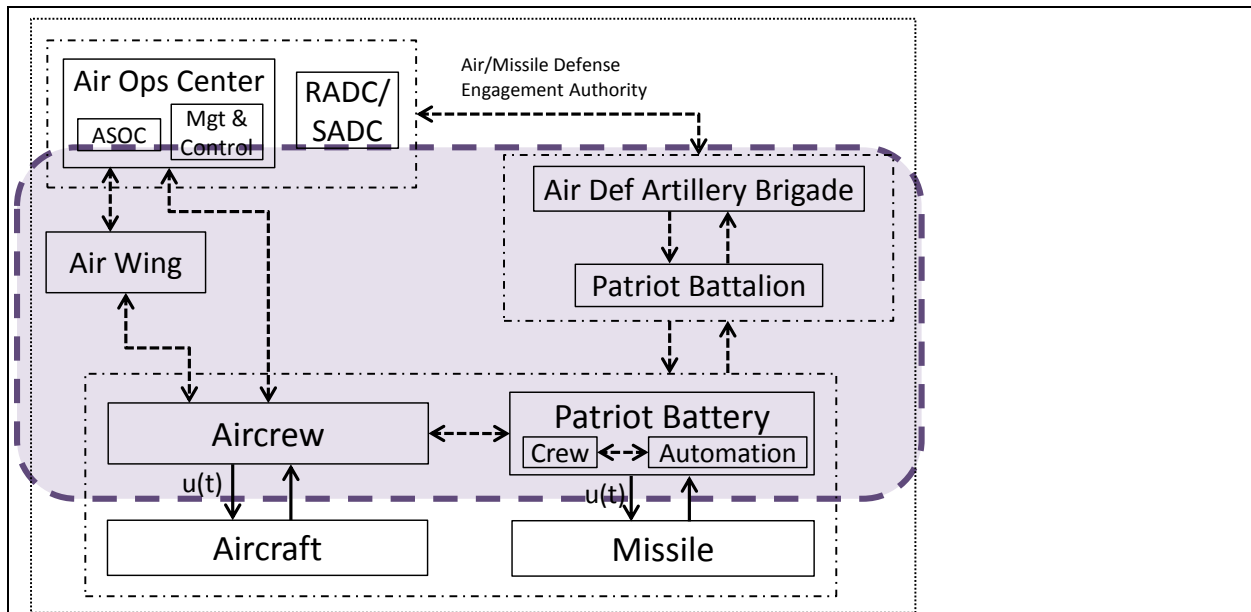 Air Ops Center
ASOC
Mgt &
Control
RADC/
SADC
Air/Missile Defense
Engagement Authority
Air Def Artillery Brigade
Air Wing
Patriot Battalion
Aircrew
Patriot Battery
Crew
Automation
u(t)
u(t)
Aircraft
Missile